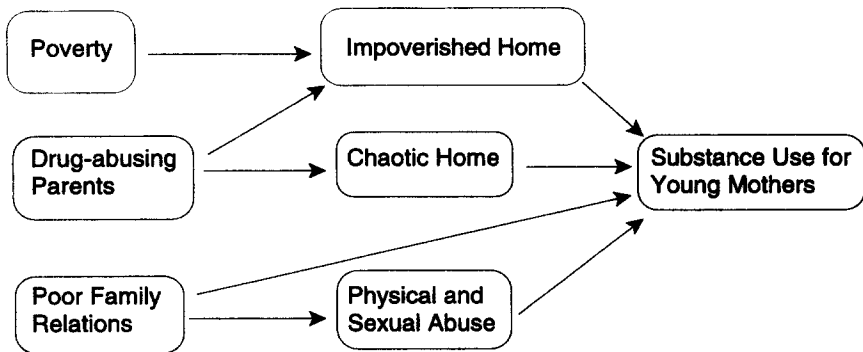 Poverty
Impoverished Home
Drug-abusing
Parents
Chaotic Home
Substance Use for
Young Mothers
Poor Family
Relations
Physical and
Sexual Abuse